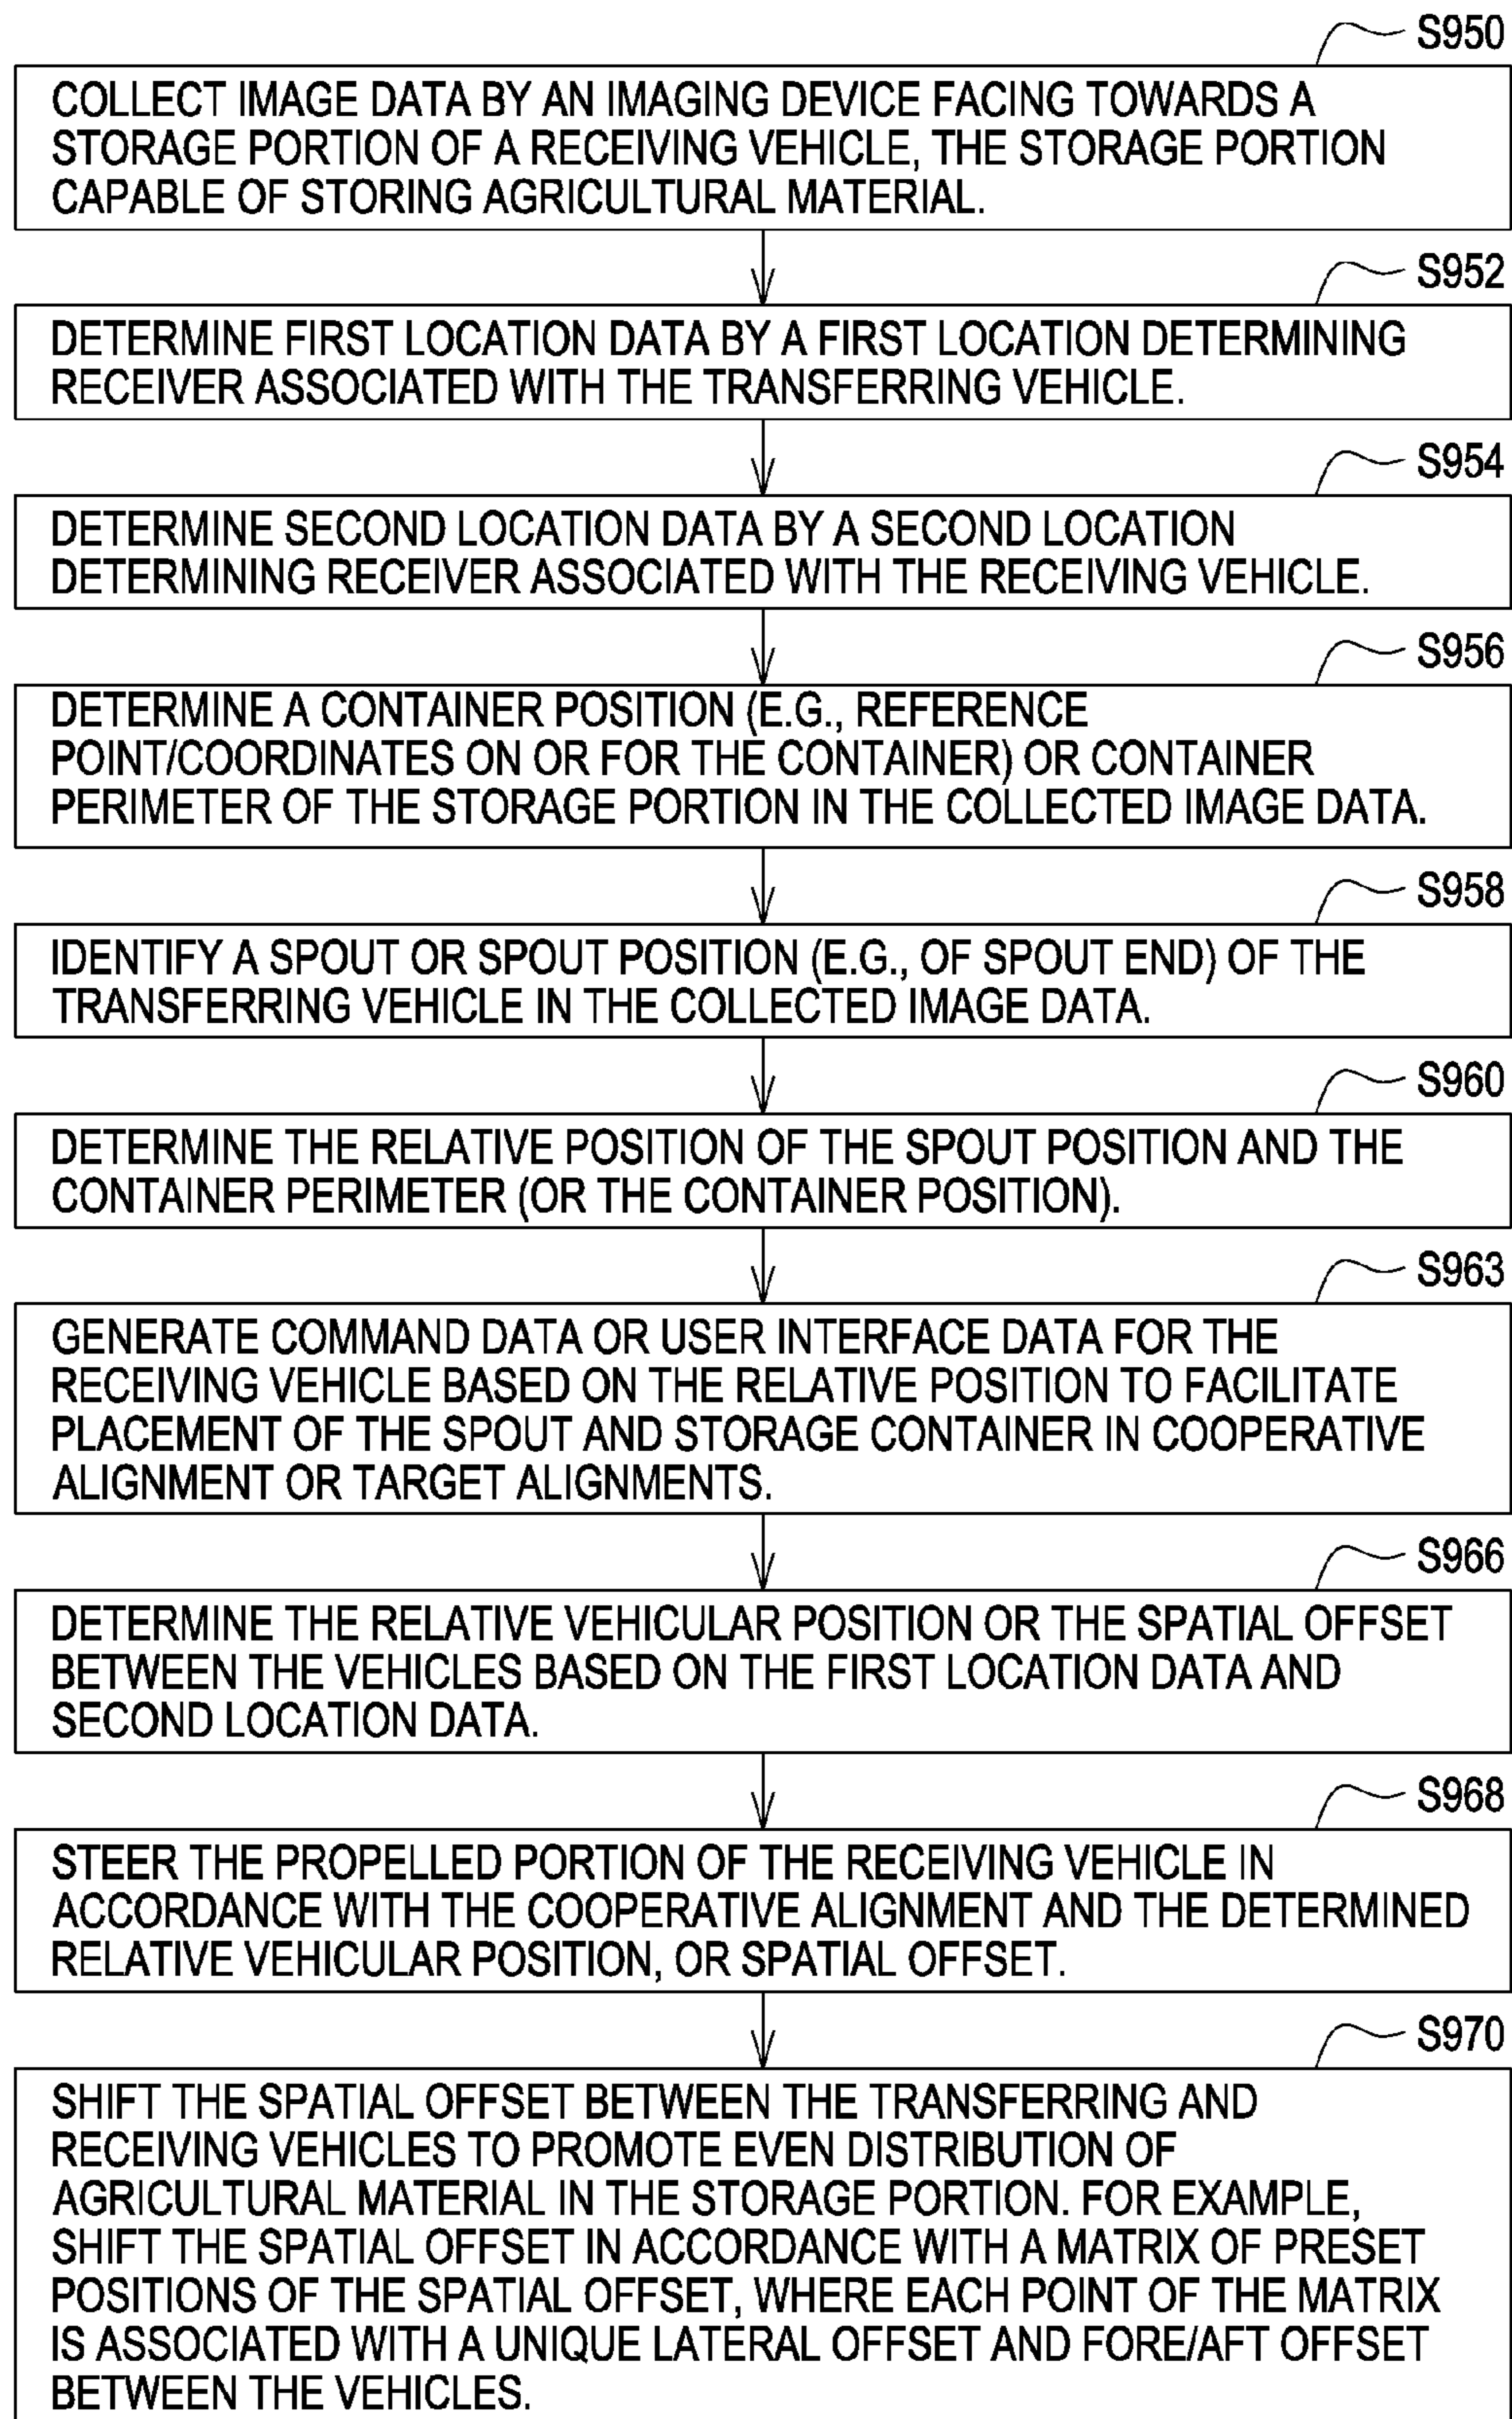 S950
COLLECT IMAGE DATA BY AN IMAGING DEVICE FACING TOWARDS A
STORAGE PORTION OF A RECEIVING VEHICLE, THE STORAGE PORTION
CAPABLE OF STORING AGRICULTURAL MATERIAL.
S952
DETERMINE FIRST LOCATION DATA BY A FIRST LOCATION DETERMINING
RECEIVER ASSOCIATED WITH THE TRANSFERRING VEHICLE.
S954
DETERMINE SECOND LOCATION DATA BY A SECOND LOCATION
DETERMINING RECEIVER ASSOCIATED WITH THE RECEIVING VEHICLE.
S956
DETERMINE A CONTAINER POSITION (E.G., REFERENCE
POINT/COORDINATES ON OR FOR THE CONTAINER) OR CONTAINER
PERIMETER OF THE STORAGE PORTION IN THE COLLECTED IMAGE DATA.
S958
IDENTIFY A SPOUT OR SPOUT POSITION (E.G., OF SPOUT END) OF THE
TRANSFERRING VEHICLE IN THE COLLECTED IMAGE DATA.
S960
DETERMINE THE RELATIVE POSITION OF THE SPOUT POSITION AND THE
CONTAINER PERIMETER (OR THE CONTAINER POSITION).
S963
GENERATE COMMAND DATA OR USER INTERFACE DATA FOR THE
RECEIVING VEHICLE BASED ON THE RELATIVE POSITION TO FACILITATE
PLACEMENT OF THE SPOUT AND STORAGE CONTAINER IN COOPERATIVE
ALIGNMENT OR TARGET ALIGNMENTS.
S966
DETERMINE THE RELATIVE VEHICULAR POSITION OR THE SPATIAL OFFSET
BETWEEN THE VEHICLES BASED ON THE FIRST LOCATION DATA AND
SECOND LOCATION DATA.
S968
STEER THE PROPELLED PORTION OF THE RECEIVING VEHICLE IN
ACCORDANCE WITH THE COOPERATIVE ALIGNMENT AND THE DETERMINED
RELATIVE VEHICULAR POSITION, OR SPATIAL OFFSET.
S970
SHIFT THE SPATIAL OFFSET BETWEEN THE TRANSFERRING AND
RECEIVING VEHICLES TO PROMOTE EVEN DISTRIBUTION OF
AGRICULTURAL MATERIAL IN THE STORAGE PORTION. FOR EXAMPLE,
SHIFT THE SPATIAL OFFSET IN ACCORDANCE WITH A MATRIX OF PRESET
POSITIONS OF THE SPATIAL OFFSET, WHERE EACH POINT OF THE MATRIX
IS ASSOCIATED WITH A UNIQUE LATERAL OFFSET AND FORE/AFT OFFSET
BETWEEN THE VEHICLES.